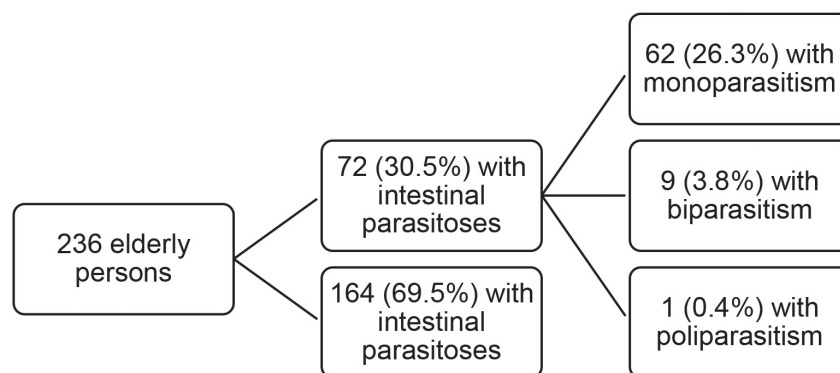 236 elderly
persons
72 (30.5%) with
intestinal
parasitoses
164 (69.5%) with
intestinal
parasitoses
62 (26.3%) with
monoparasitism
9 (3.8%) with
biparasitism
1 (0.4%) with
poliparasitism